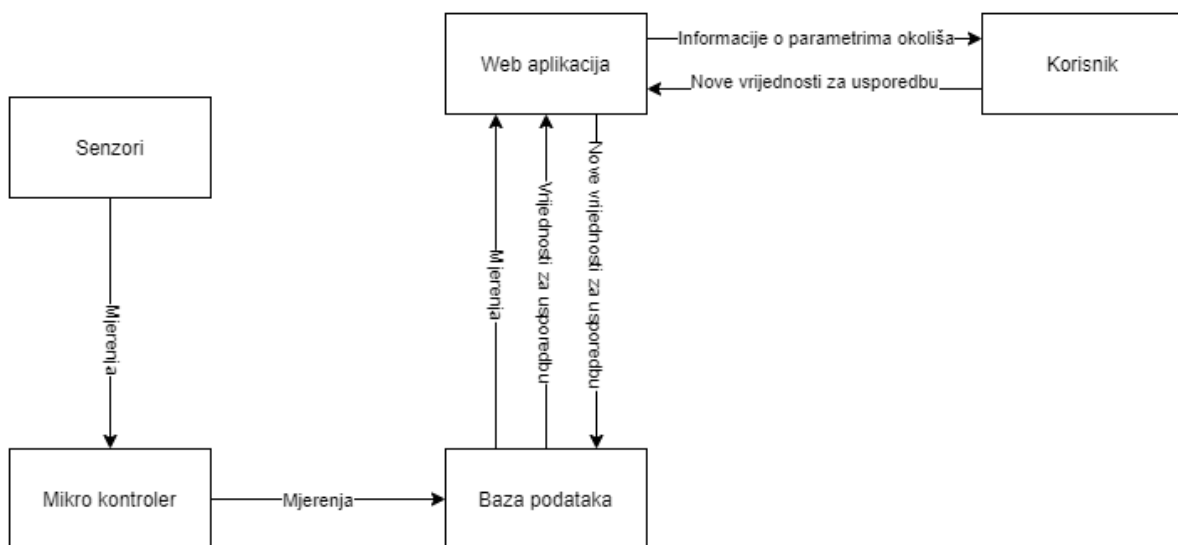 Web aplikacija
Informacije o parametrima okoliša
Nove vrijednosti za usporedbu
Korisnik
Senzori
Mjerenja
Mjerenja
Vrijednosti za usporedbu
Nove vrijednosti za usporedbu
Mikro kontroler
Mjerenja
Baza podataka